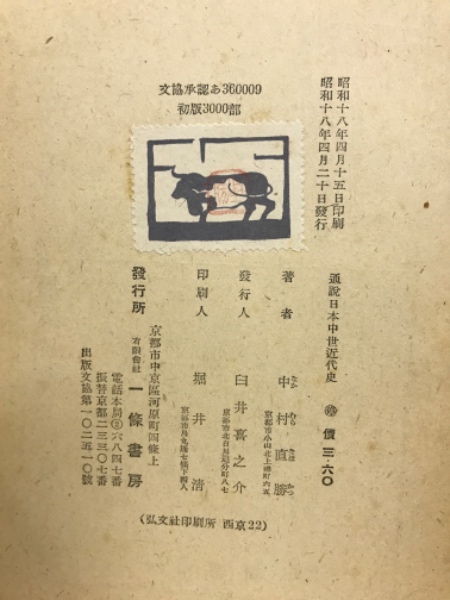 文協承認あ360009
初版3000部
昭和十八年四月十五日印刷
昭和十八年四月二十日發行
通說日本中世近代史 價三・六〇
著者 中村直勝
京都市小山北上總町六五
發行人 臼井喜之介
京都市北白川追分町八七
印刷人 堀井清
京都市烏丸通七條下西入
發行所
京都市中京區河原町四條上
有限會社 一條書房
電話本局②六八四七番
振替京都二三三〇七番
出版文協第一〇二五一〇號
(弘文社印刷所 西京22)